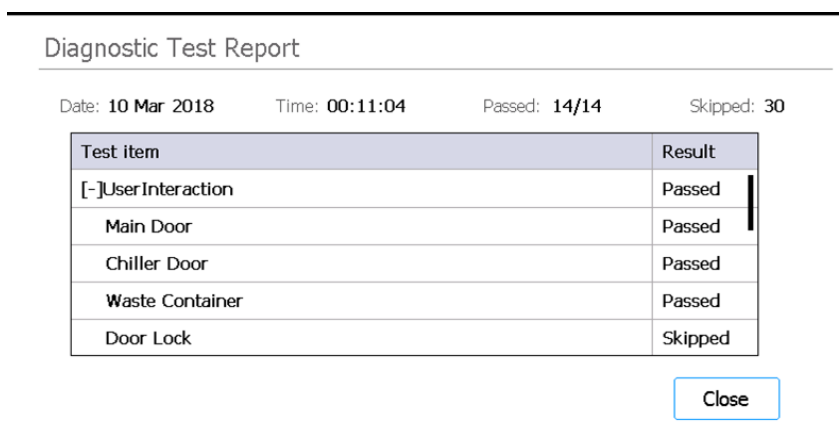 Diagnostic Test Report
Date: 10 Mar 2018 Time: 00:11:04 Passed: 14/14 Skipped: 30
Test item Result
[-]UserInteraction Passed
Main Door Passed
Chiller Door Passed
Waste Container Passed
Door Lock Skipped
Close